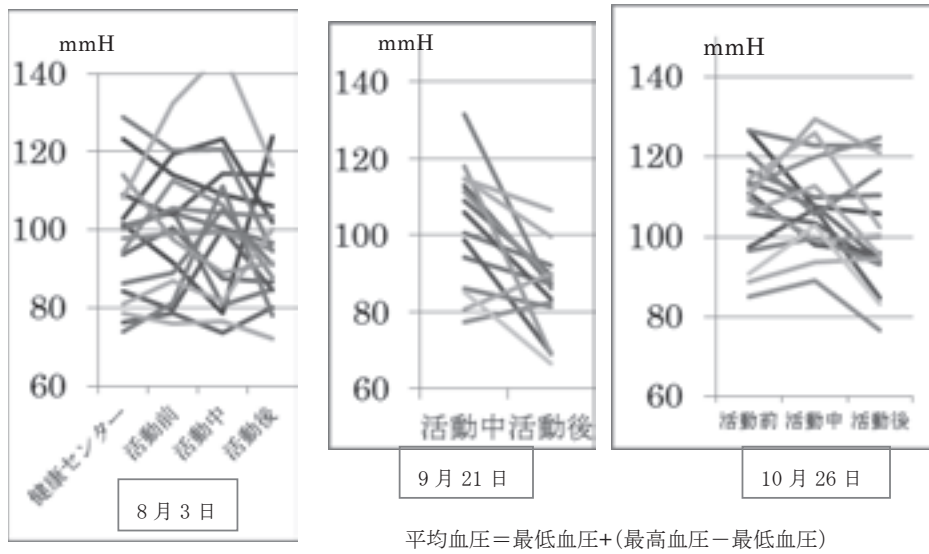 mmH
140
120
100
80
60
健康センター
活動前
活動中
活動後
8月3日
mmH
140
120
100
80
60
活動中 活動後
9月21日
mmH
140
120
100
80
60
活動前 活動中 活動後
10月26日
平均血圧=最低血圧+(最高血圧-最低血圧)